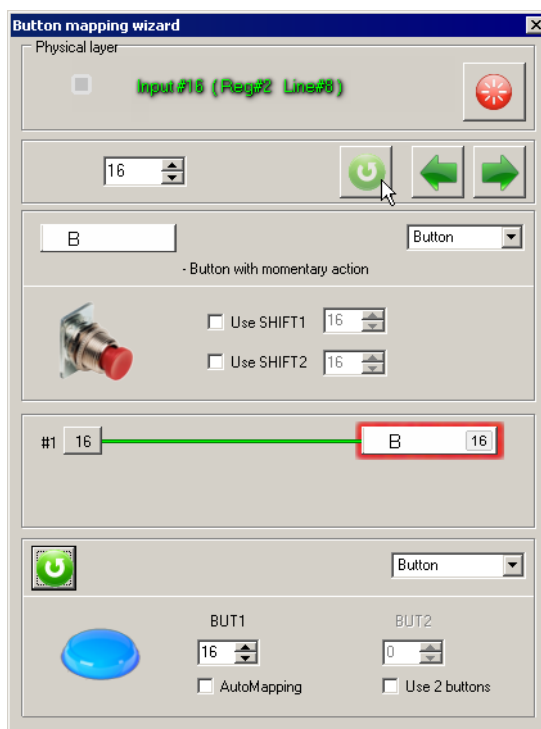 Button mapping wizard
Physical layer
Input #16 (Reg#2 Line#8)
16
B
Button
- Button with momentary action
Use SHIFT1 16
Use SHIFT2 16
#1 16 B 16
Button
BUT1 BUT2
16 0
AutoMapping Use 2 buttons